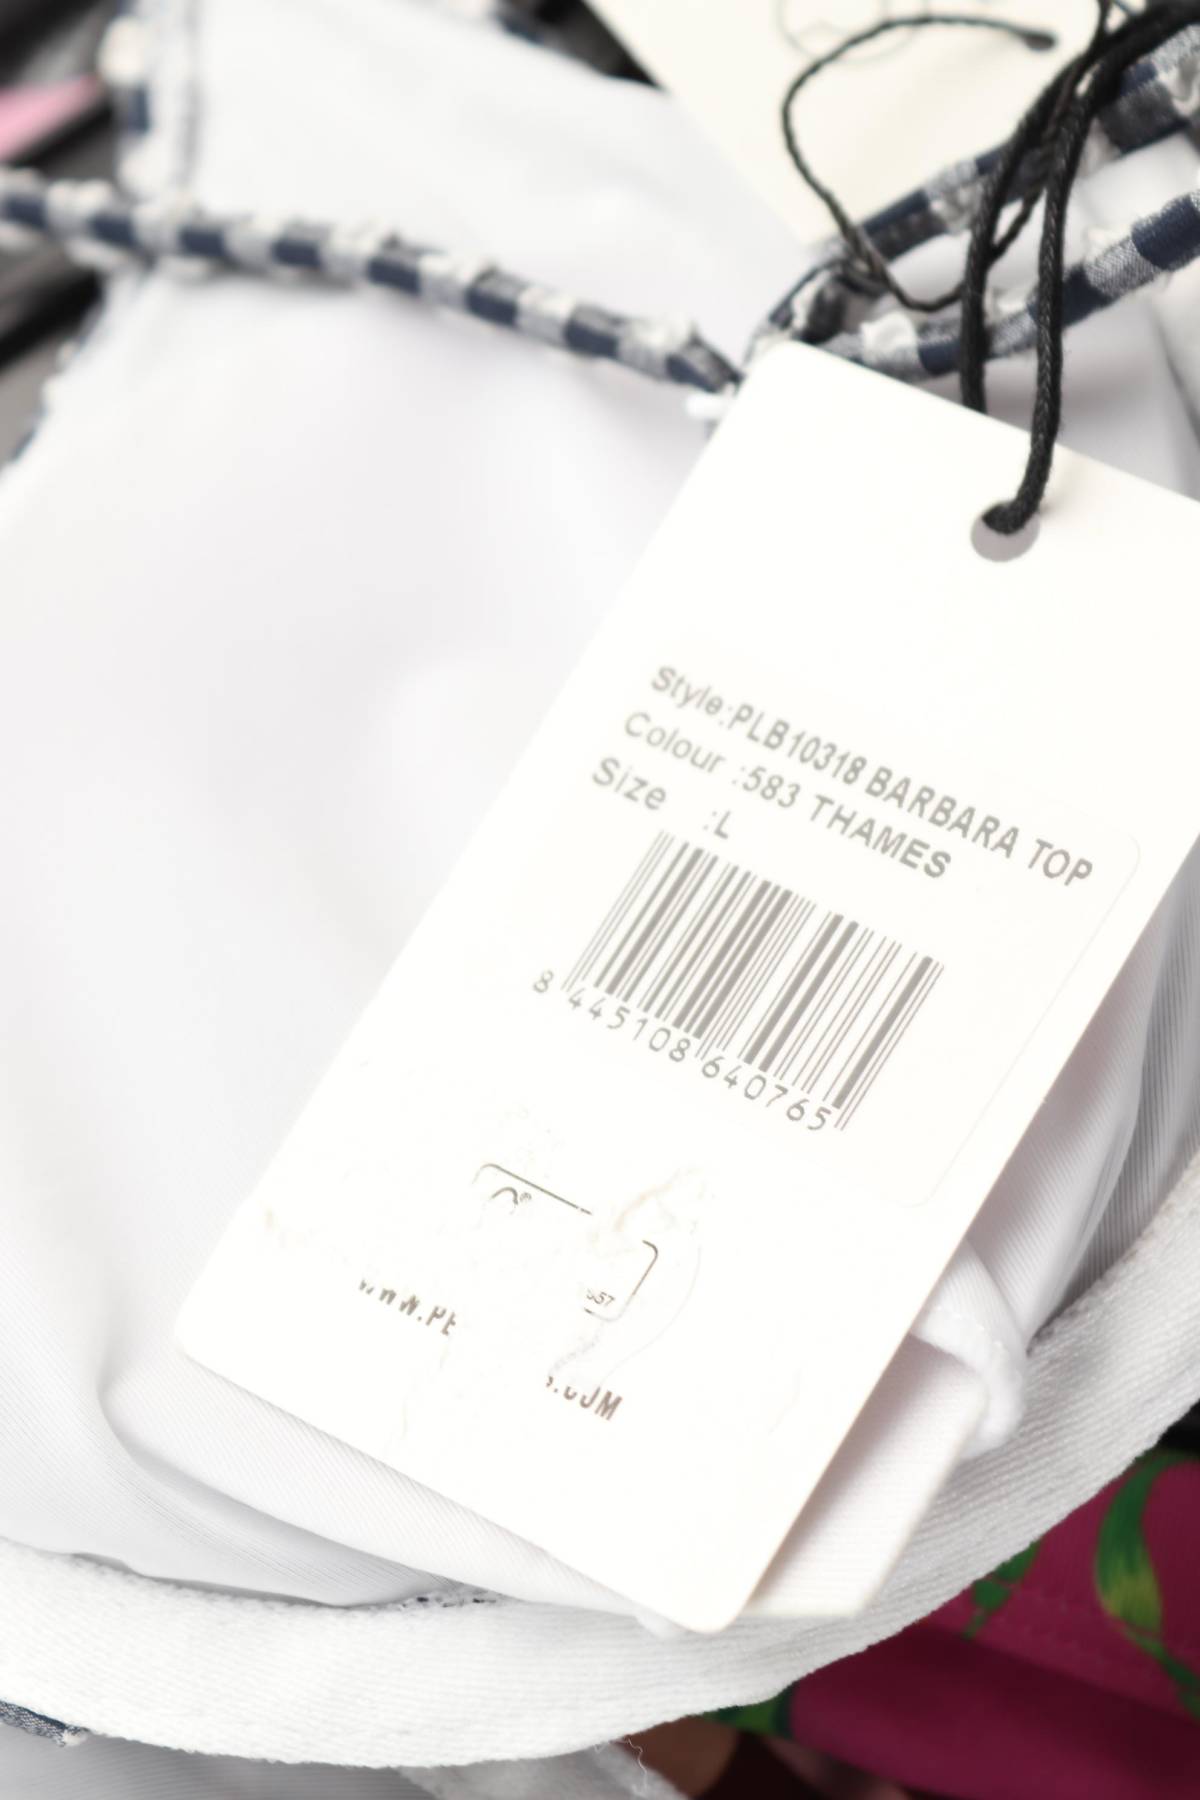 Style:PLB10318 BARBARA TOP
Colour :583 THAMES
Size :L
8 445108 640765